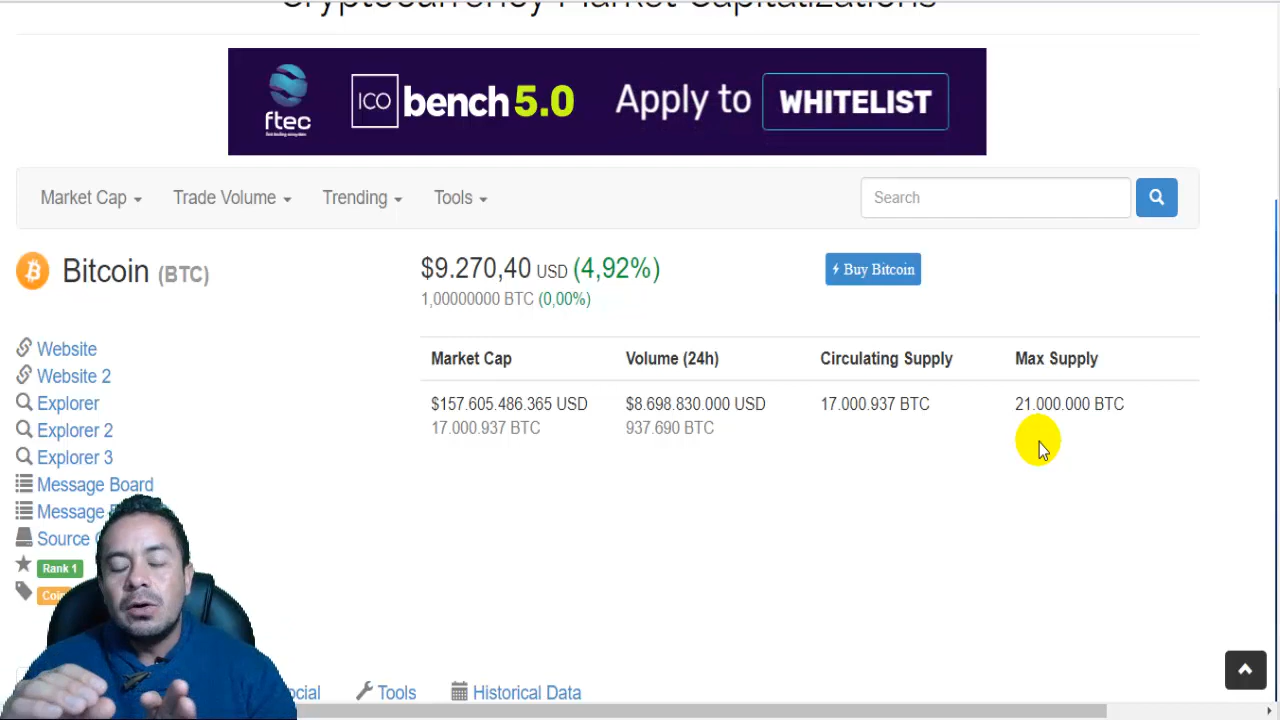 Cryptocurrency Market Capitalizations
ftec
ICO bench 5.0 Apply to WHITELIST
Market Cap Trade Volume Trending Tools Search
Bitcoin (BTC) $9.270,40 USD (4,92%) Buy Bitcoin
1,00000000 BTC (0,00%)
Website
Website 2
Explorer
Explorer 2
Explorer 3
Message Board
Message
Source
Rank 1
Market Cap Volume (24h) Circulating Supply Max Supply
$157.605.486.365 USD $8.698.830.000 USD 17.000.937 BTC 21.000.000 BTC
17.000.937 BTC 937.690 BTC
Tools Historical Data